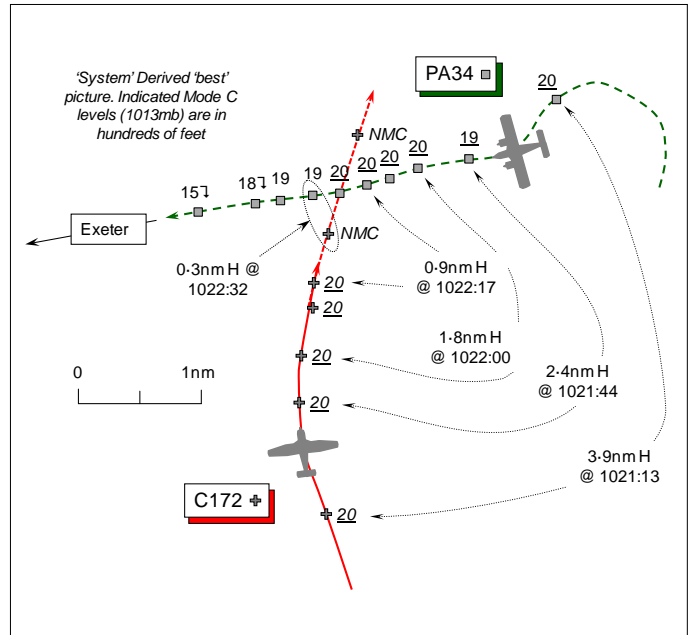 PA34
20
'System' Derived 'best'
picture. Indicated Mode C
levels (1013mb) are in
hundreds of feet
NMC
20
20
20
19
15↴
18↴
19
19
20
Exeter
NMC
0·3nm H @
1022:32
0·9nm H
@ 1022:17
20
20
1·8nm H
@ 1022:00
20
0
1nm
2·4nm H
@ 1021:44
20
3·9nm H
@ 1021:13
C172
20